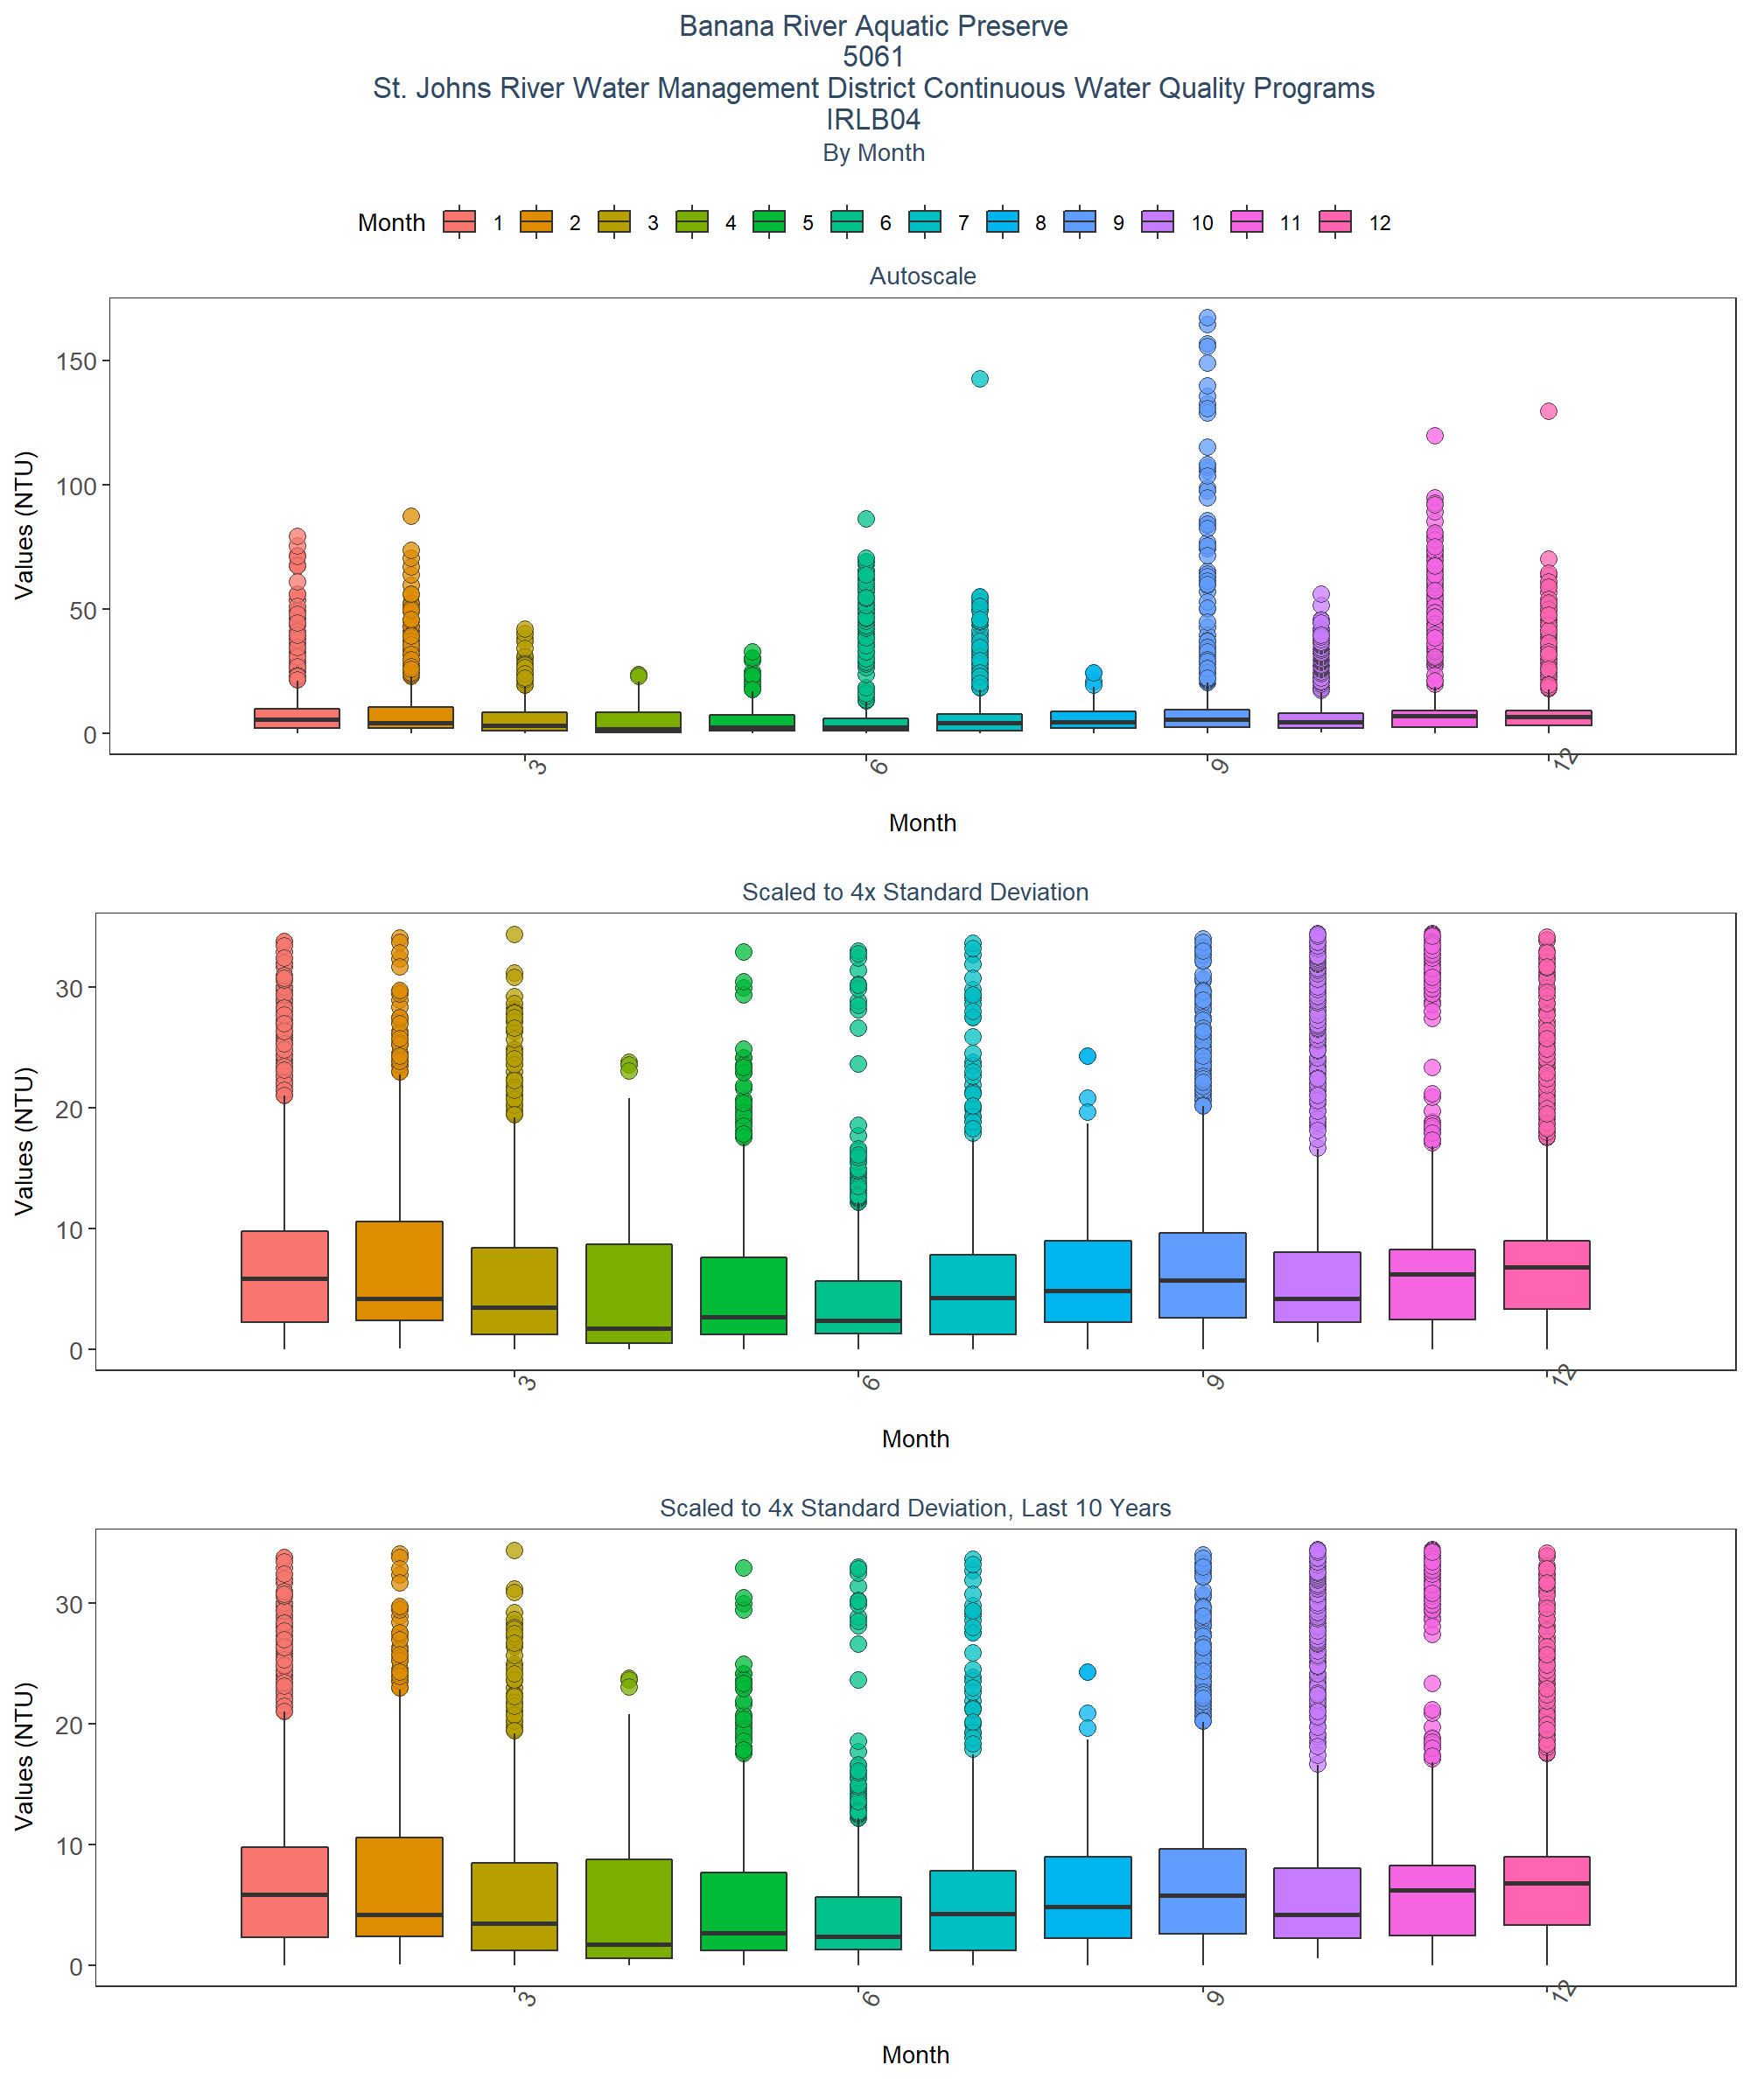 Banana River Aquatic Preserve
5061
St. Johns River Water Management District Continuous Water Quality Programs
IRLB04
By Month
Month 1 2 3 4 5 6 7 8 9 10 11 12
Autoscale
Values (NTU)
150
100
50
0
3 6 9 12
Month
Scaled to 4x Standard Deviation
Values (NTU)
30
20
10
0
3 6 9 12
Month
Scaled to 4x Standard Deviation, Last 10 Years
Values (NTU)
30
20
10
0
3 6 9 12
Month